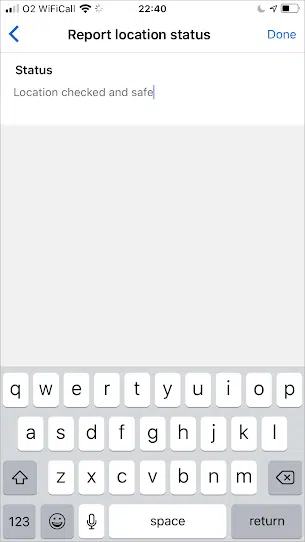 O2 WiFiCall 22:40
Report location status Done
Status
Location checked and safe
q w e r t y u i o p
a s d f g h j k l
z x c v b n m
123 space return